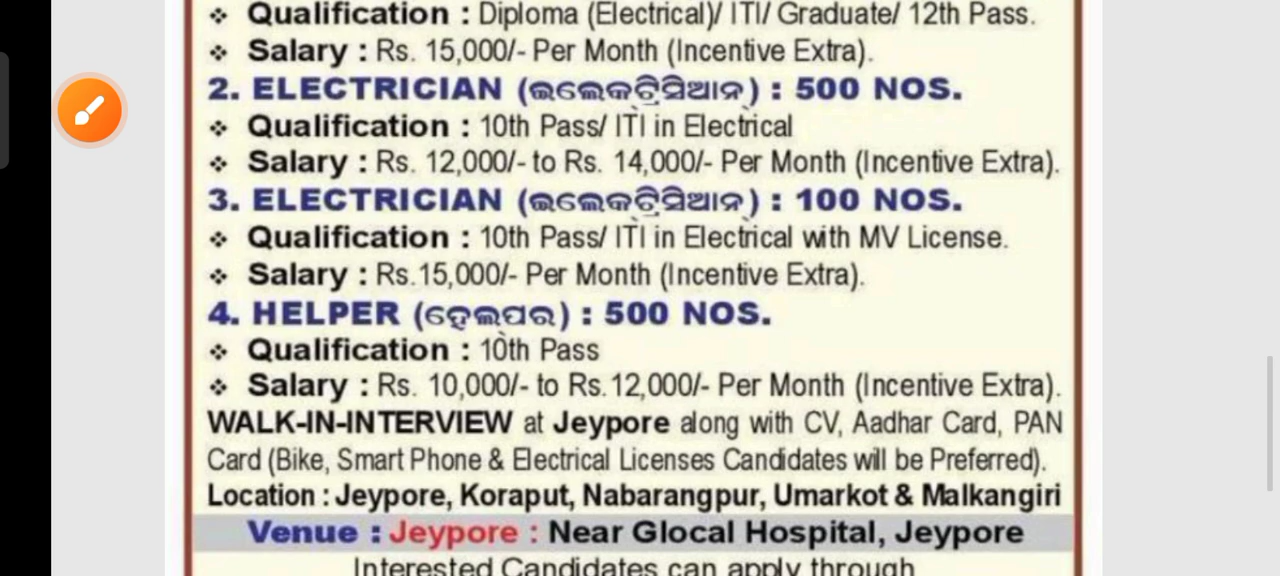 ❖ Qualification : Diploma (Electrical)/ ITI/ Graduate/ 12th Pass.
❖ Salary : Rs. 15,000/- Per Month (Incentive Extra).
2. ELECTRICIAN (ଇଲେକଟ୍ରିସିଆନ) : 500 NOS.
❖ Qualification : 10th Pass/ ITI in Electrical
❖ Salary : Rs. 12,000/- to Rs. 14,000/- Per Month (Incentive Extra).
3. ELECTRICIAN (ଇଲେକଟ୍ରିସିଆନ) : 100 NOS.
❖ Qualification : 10th Pass/ ITI in Electrical with MV License.
❖ Salary : Rs.15,000/- Per Month (Incentive Extra).
4. HELPER (ହେଲପର) : 500 NOS.
❖ Qualification : 10th Pass
❖ Salary : Rs. 10,000/- to Rs.12,000/- Per Month (Incentive Extra).
WALK-IN-INTERVIEW at Jeypore along with CV, Aadhar Card, PAN
Card (Bike, Smart Phone & Electrical Licenses Candidates will be Preferred).
Location : Jeypore, Koraput, Nabarangpur, Umarkot & Malkangiri
Venue : Jeypore : Near Glocal Hospital, Jeypore
Interested Candidates can apply through